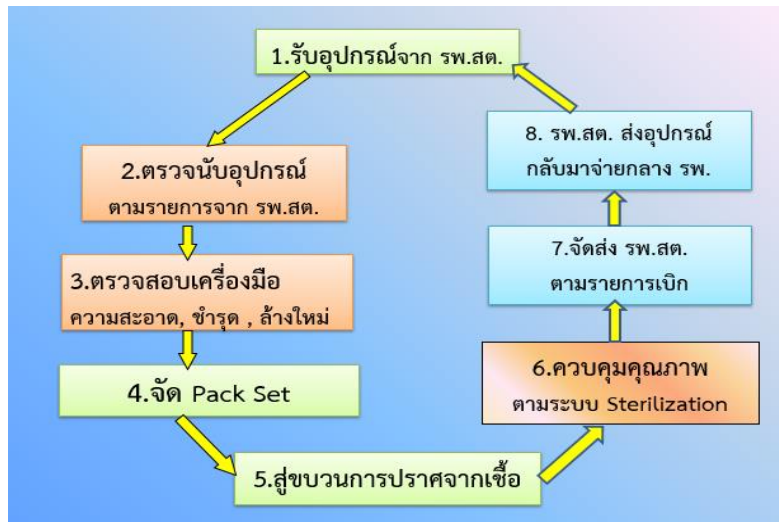 1.รับอุปกรณ์จาก รพ.สต.
2.ตรวจนับอุปกรณ์
ตามรายการจาก รพ.สต.
3.ตรวจสอบเครื่องมือ
ความสะอาด, ชำรุด , ล้างใหม่
4.จัด Pack Set
5.สู่ขบวนการปราศจากเชื้อ
6.ควบคุมคุณภาพ
ตามระบบ Sterilization
7.จัดส่ง รพ.สต.
ตามรายการเบิก
8. รพ.สต. ส่งอุปกรณ์
กลับมาจ่ายกลาง รพ.